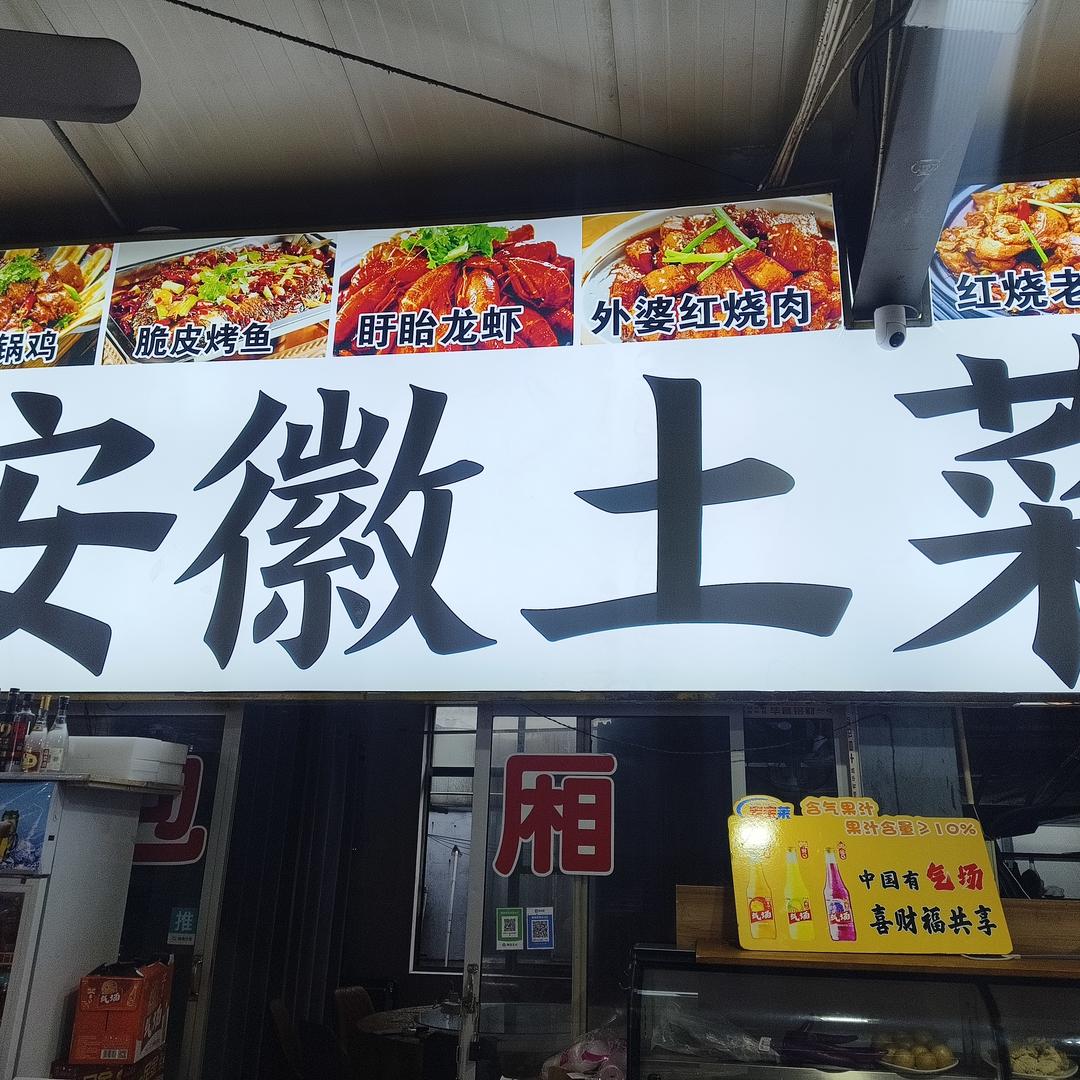 锅鸡
脆皮烤鱼
盱眙龙虾
外婆红烧肉
红烧老
安徽土菜
包厢
推
含气果汁
果汁含量≥10%
中国有气场
喜财福共享